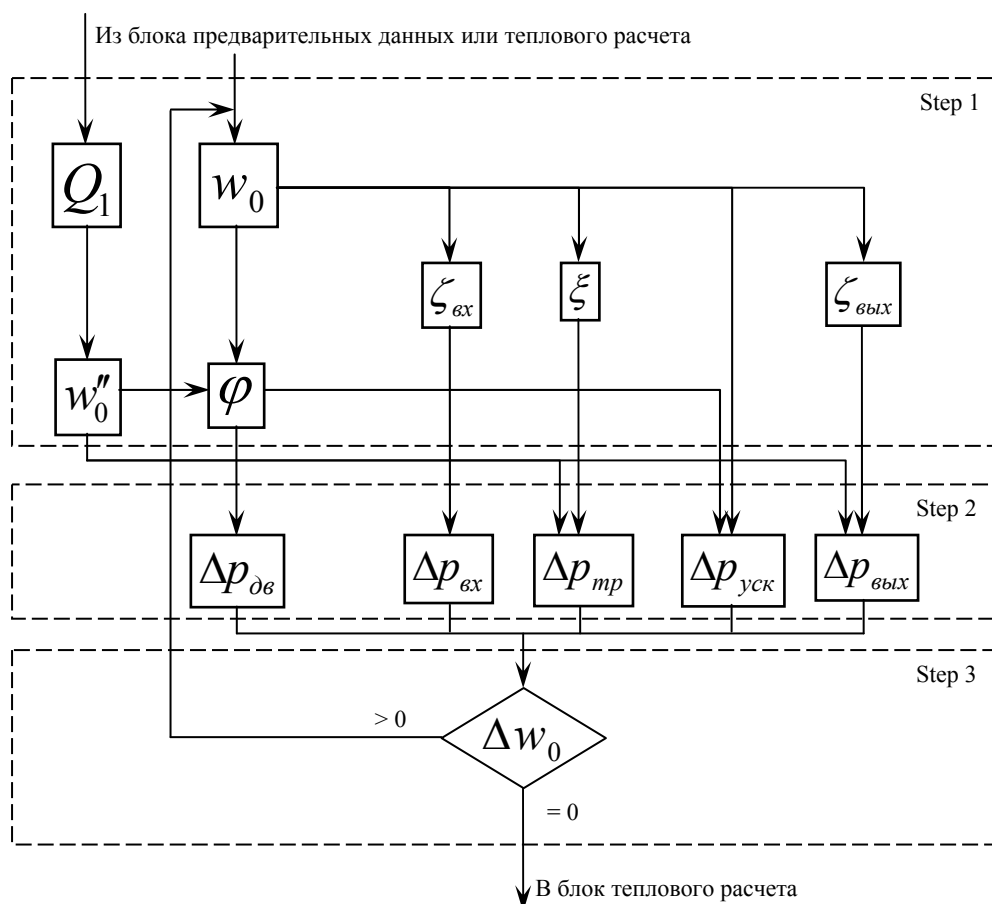 Из блока предварительных данных или теплового расчета
Step 1
Q₁
w₀
ζвх
ξ
ζвых
w₀″
φ
Step 2
Δpдв
Δpвх
Δpтр
Δpуск
Δpвых
Step 3
> 0
Δw₀
= 0
В блок теплового расчета